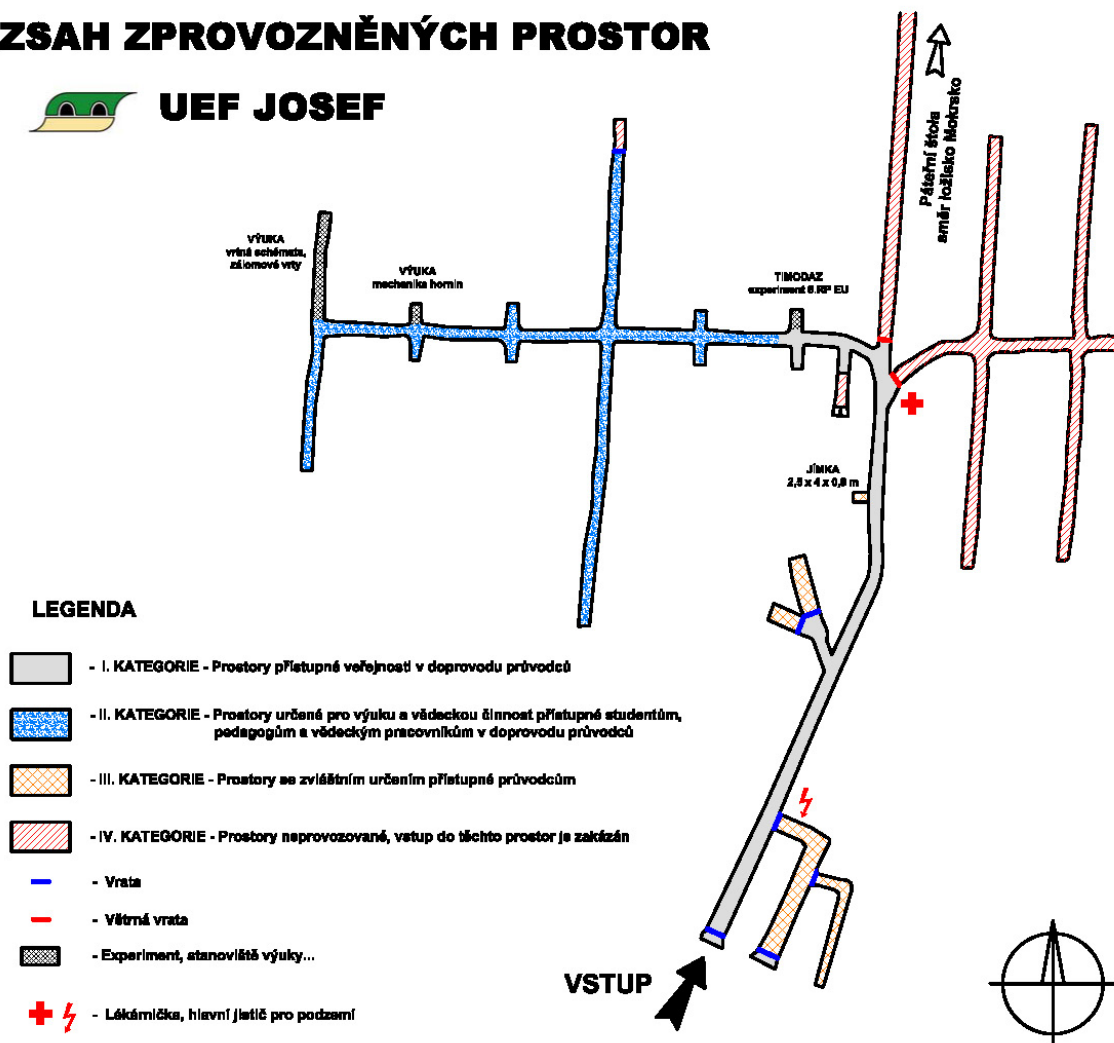 ZSAH ZPROVOZNĚNÝCH PROSTOR
UEF JOSEF
Páteřní štola
směr ložisko Mokrsko
VÝUKA
vrtná schémata,
zálomové vrty
VÝUKA
mechanika hornin
TIMODAZ
experiment 6.RP EU
JÍMKA
2,5 x 4 x 0,8 m
LEGENDA
- I. KATEGORIE - Prostory přístupné veřejnosti v doprovodu průvodců
- II. KATEGORIE - Prostory určené pro výuku a vědeckou činnost přístupné studentům,
pedagogům a vědeckým pracovníkům v doprovodu průvodců
- III. KATEGORIE - Prostory se zvláštním určením přístupné průvodcům
- IV. KATEGORIE - Prostory neprovozované, vstup do těchto prostor je zakázán
- Vrata
- Větrná vrata
- Experiment, stanoviště výuky...
- Lékárnička, hlavní jistič pro podzemí
VSTUP